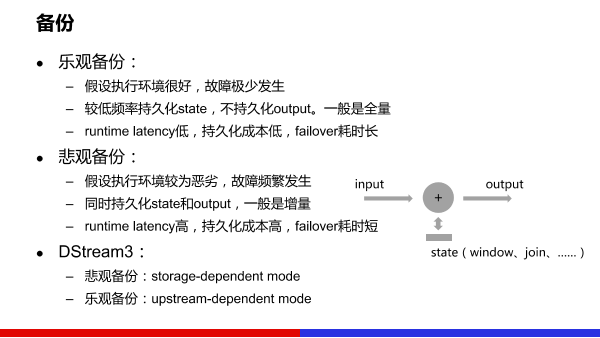 备份
● 乐观备份：
– 假设执行环境很好，故障极少发生
– 较低频率持久化state，不持久化output。一般是全量
– runtime latency低，持久化成本低，failover耗时长
● 悲观备份：
– 假设执行环境较为恶劣，故障频繁发生
– 同时持久化state和output，一般是增量
– runtime latency高，持久化成本高，failover耗时短
● DStream3：
– 悲观备份：storage-dependent mode
– 乐观备份：upstream-dependent mode
input
+
output
state（window、join、......）